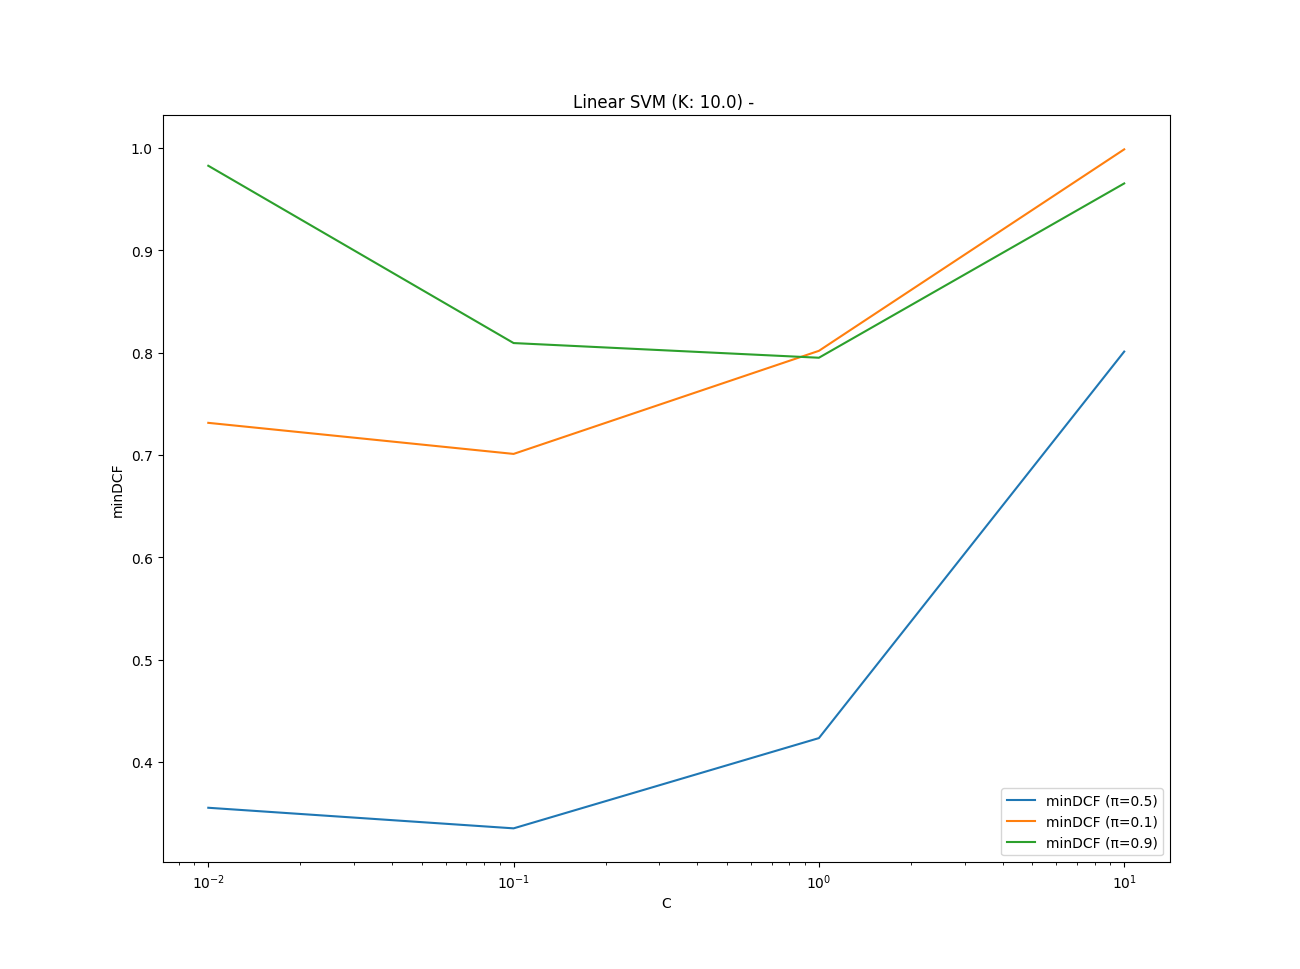 Linear SVM (K: 10.0) -
1.0
0.9
0.8
0.7
0.6
0.5
0.4
minDCF
10⁻²
10⁻¹
10⁰
10¹
C
minDCF (π=0.5)
minDCF (π=0.1)
minDCF (π=0.9)